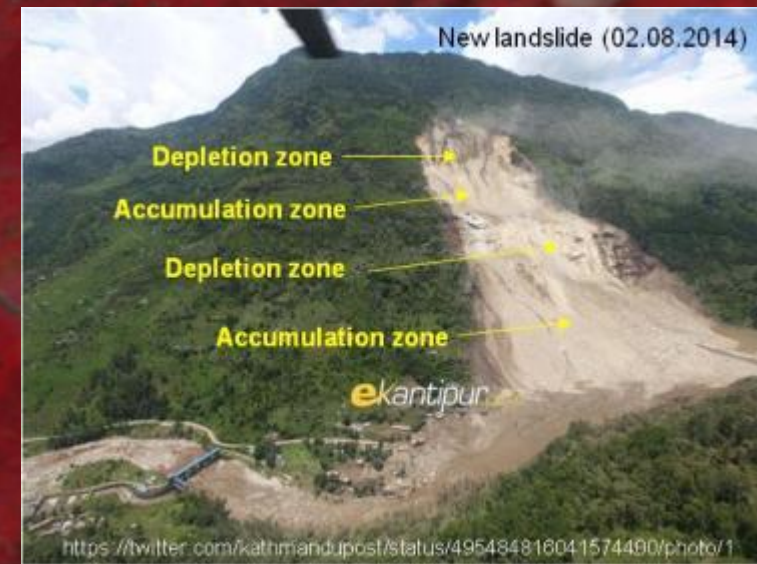 New landslide (02.08.2014)
Depletion zone
Accumulation zone
Depletion zone
Accumulation zone
ekantipur
https://twitter.com/kathmandupost/status/495484816041574490/photo/1